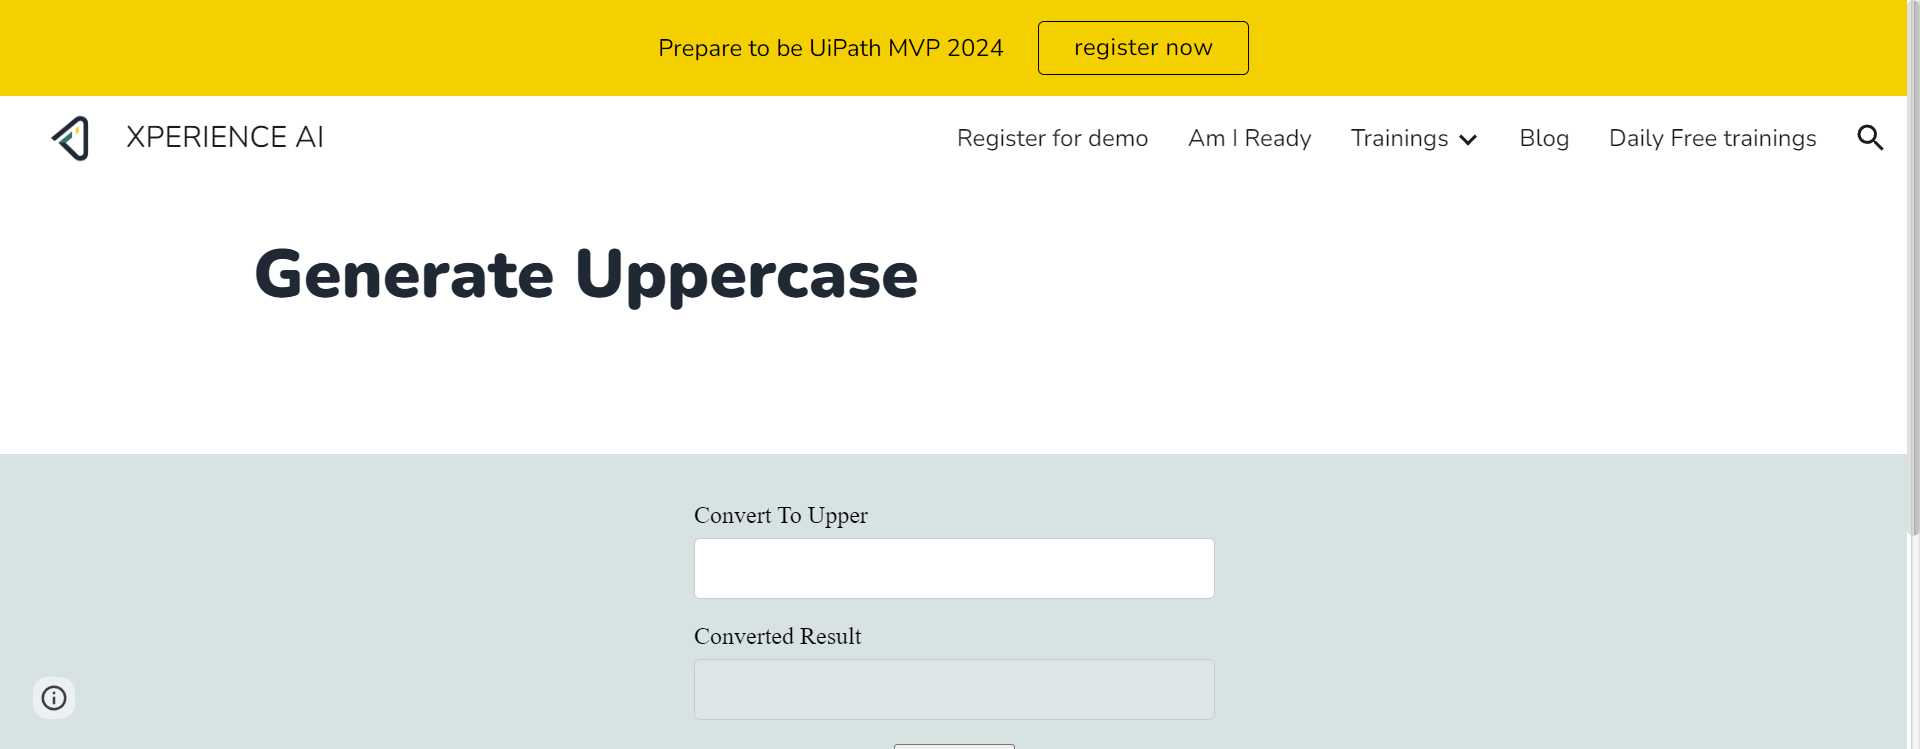 Prepare to be UiPath MVP 2024 register now
XPERIENCE AI Register for demo Am I Ready Trainings Blog Daily Free trainings
Generate Uppercase
Convert To Upper
Converted Result